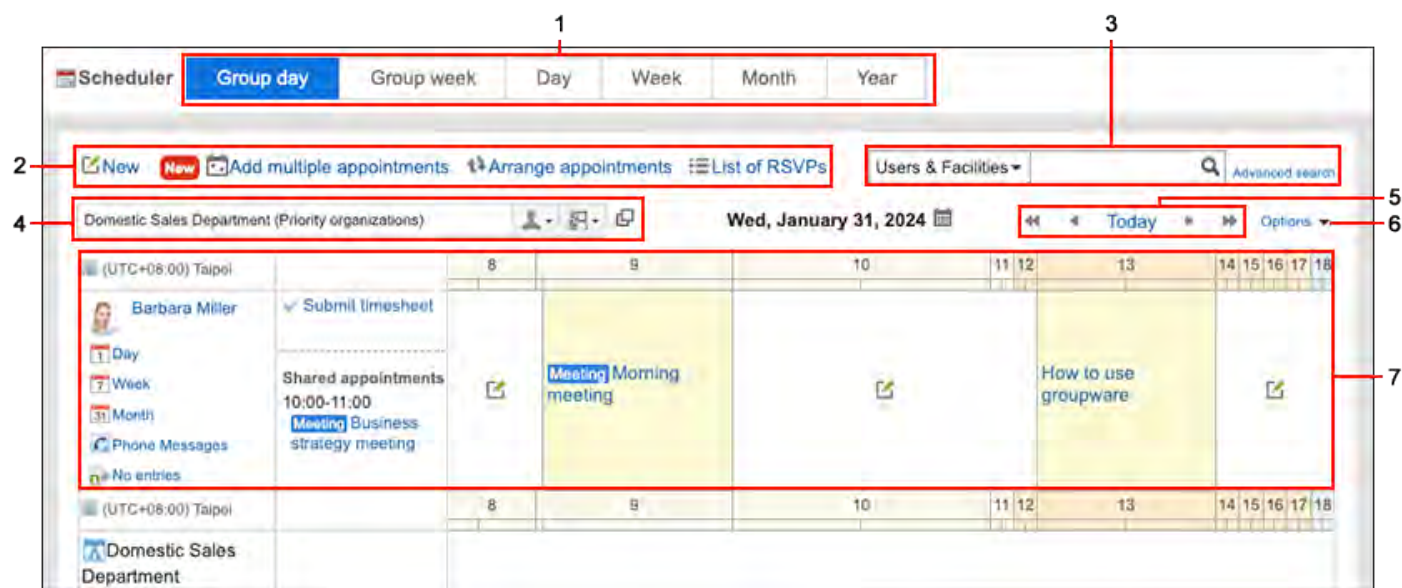 1 3
Scheduler Group day Group week Day Week Month Year
2 New New Add multiple appointments Arrange appointments List of RSVPs Users & Facilities Advanced search
5
4 Domestic Sales Department (Priority organizations) Wed, January 31, 2024 Today Options 6
(UTC+08:00) Taipei 8 9 10 11 12 13 14 15 16 17 18
Barbara Miller Submit timesheet
1 Day
7 Week Shared appointments Meeting Morning How to use 7
10:00-11:00 meeting groupware
31 Month Meeting Business
Phone Messages strategy meeting
No entries
(UTC+08:00) Taipei 8 9 10 11 12 13 14 15 16 17 18
Domestic Sales
Department